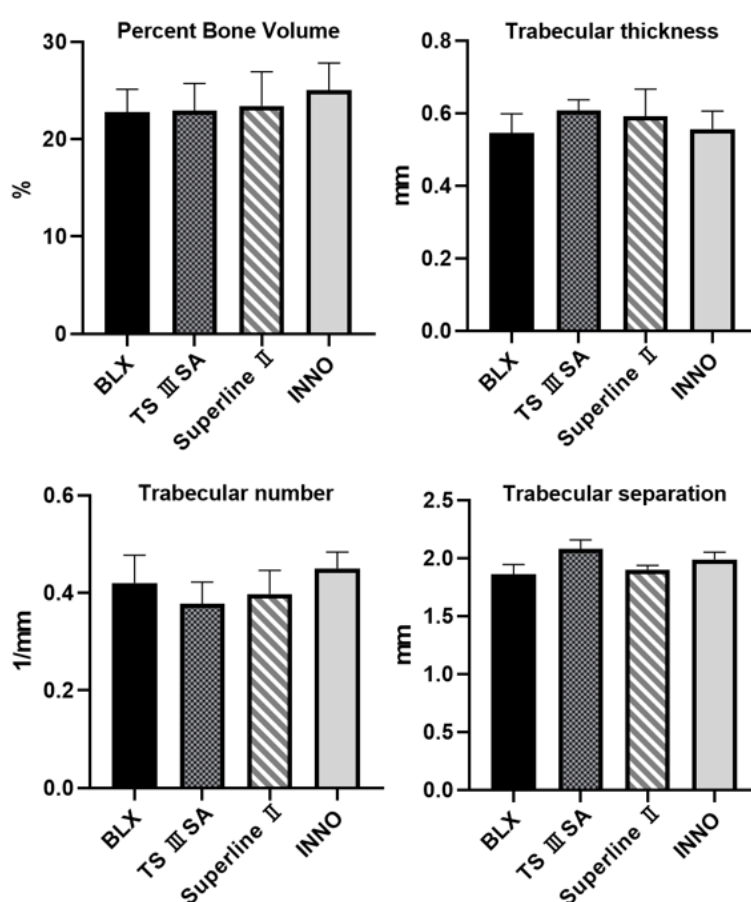 Percent Bone Volume
30
20
10
0
%
BLX
TS Ⅲ SA
Superline Ⅱ
INNO
Trabecular thickness
0.8
0.6
0.4
0.2
0.0
mm
BLX
TS Ⅲ SA
Superline Ⅱ
INNO
Trabecular number
0.6
0.4
0.2
0.0
1/mm
BLX
TS Ⅲ SA
Superline Ⅱ
INNO
Trabecular separation
2.5
2.0
1.5
1.0
0.5
0.0
mm
BLX
TS Ⅲ SA
Superline Ⅱ
INNO